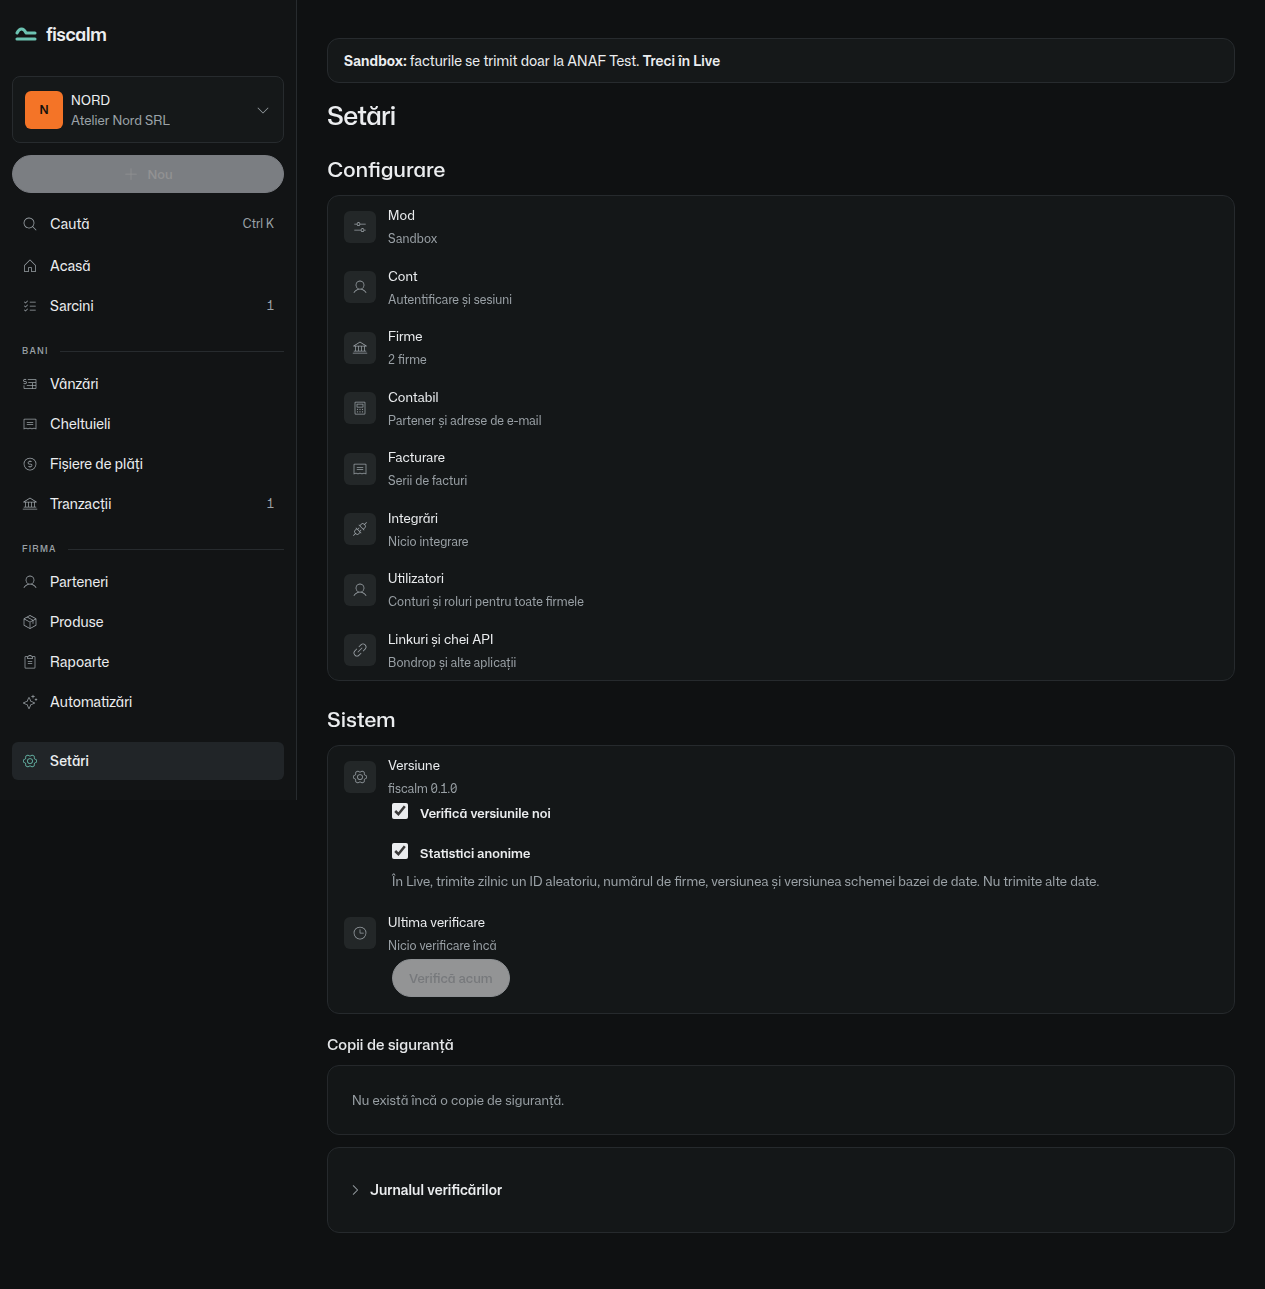 fiscalm
N
NORD
Atelier Nord SRL
Nou
Caută
Ctrl K
Acasă
Sarcini
1
BANI
Vânzări
Cheltuieli
Fișiere de plăți
Tranzacții
1
FIRMA
Parteneri
Produse
Rapoarte
Automatizări
Setări
Sandbox: facturile se trimit doar la ANAF Test. Treci în Live
Setări
Configurare
Mod
Sandbox
Cont
Autentificare și sesiuni
Firme
2 firme
Contabil
Partener și adrese de e-mail
Facturare
Serii de facturi
Integrări
Nicio integrare
Utilizatori
Conturi și roluri pentru toate firmele
Linkuri și chei API
Bondrop și alte aplicații
Sistem
Versiune
fiscalm 0.1.0
Verifică versiunile noi
Statistici anonime
În Live, trimite zilnic un ID aleatoriu, numărul de firme, versiunea și versiunea schemei bazei de date. Nu trimite alte date.
Ultima verificare
Nicio verificare încă
Verifică acum
Copii de siguranță
Nu există încă o copie de siguranță.
Jurnalul verificărilor